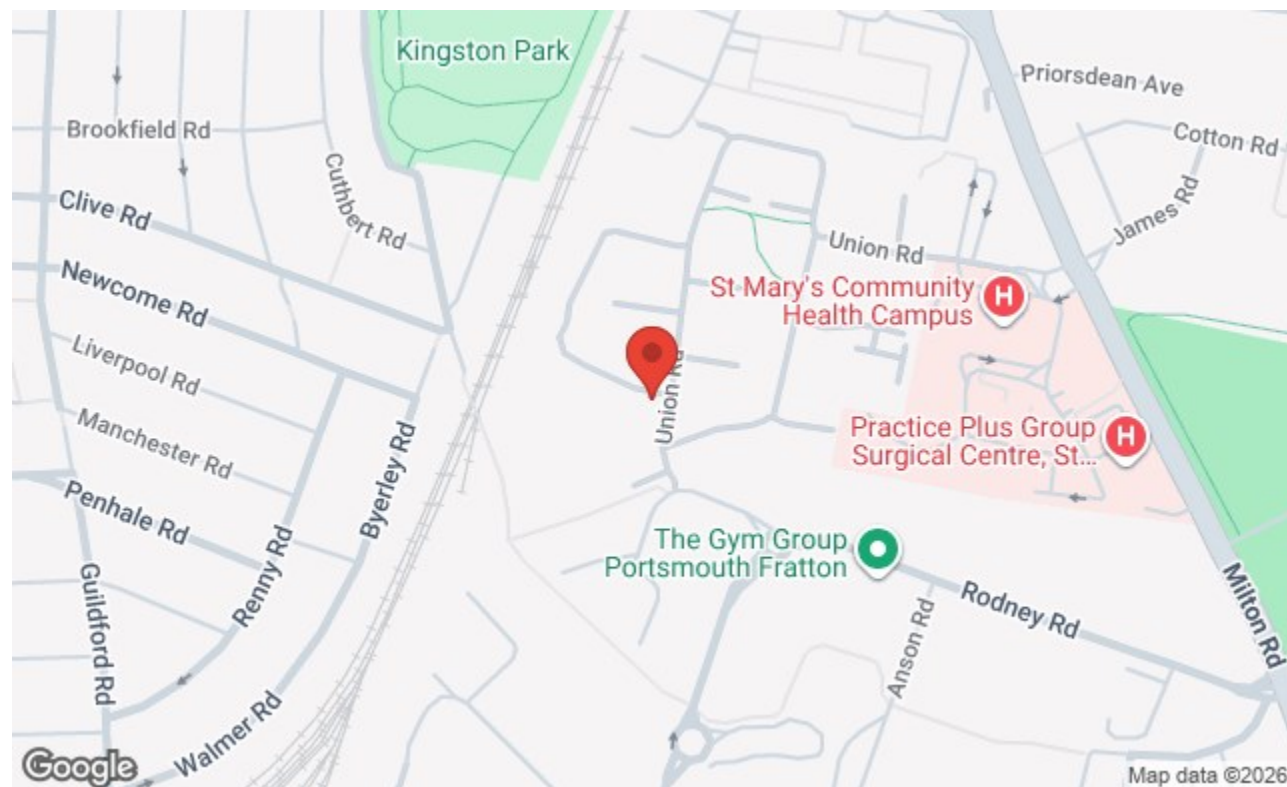 Kingston Park
Priorsdean Ave
Brookfield Rd
Cotton Rd
Cuthbert Rd
James Rd
Clive Rd
Union Rd
Newcome Rd
St Mary's Community
Health Campus
Liverpool Rd
Union Rd
Manchester Rd
Practice Plus Group
Surgical Centre, St...
Byerley Rd
Penhale Rd
The Gym Group
Portsmouth Fratton
Renny Rd
Guildford Rd
Rodney Rd
Milton Rd
Anson Rd
Walmer Rd
Google
Map data ©2026